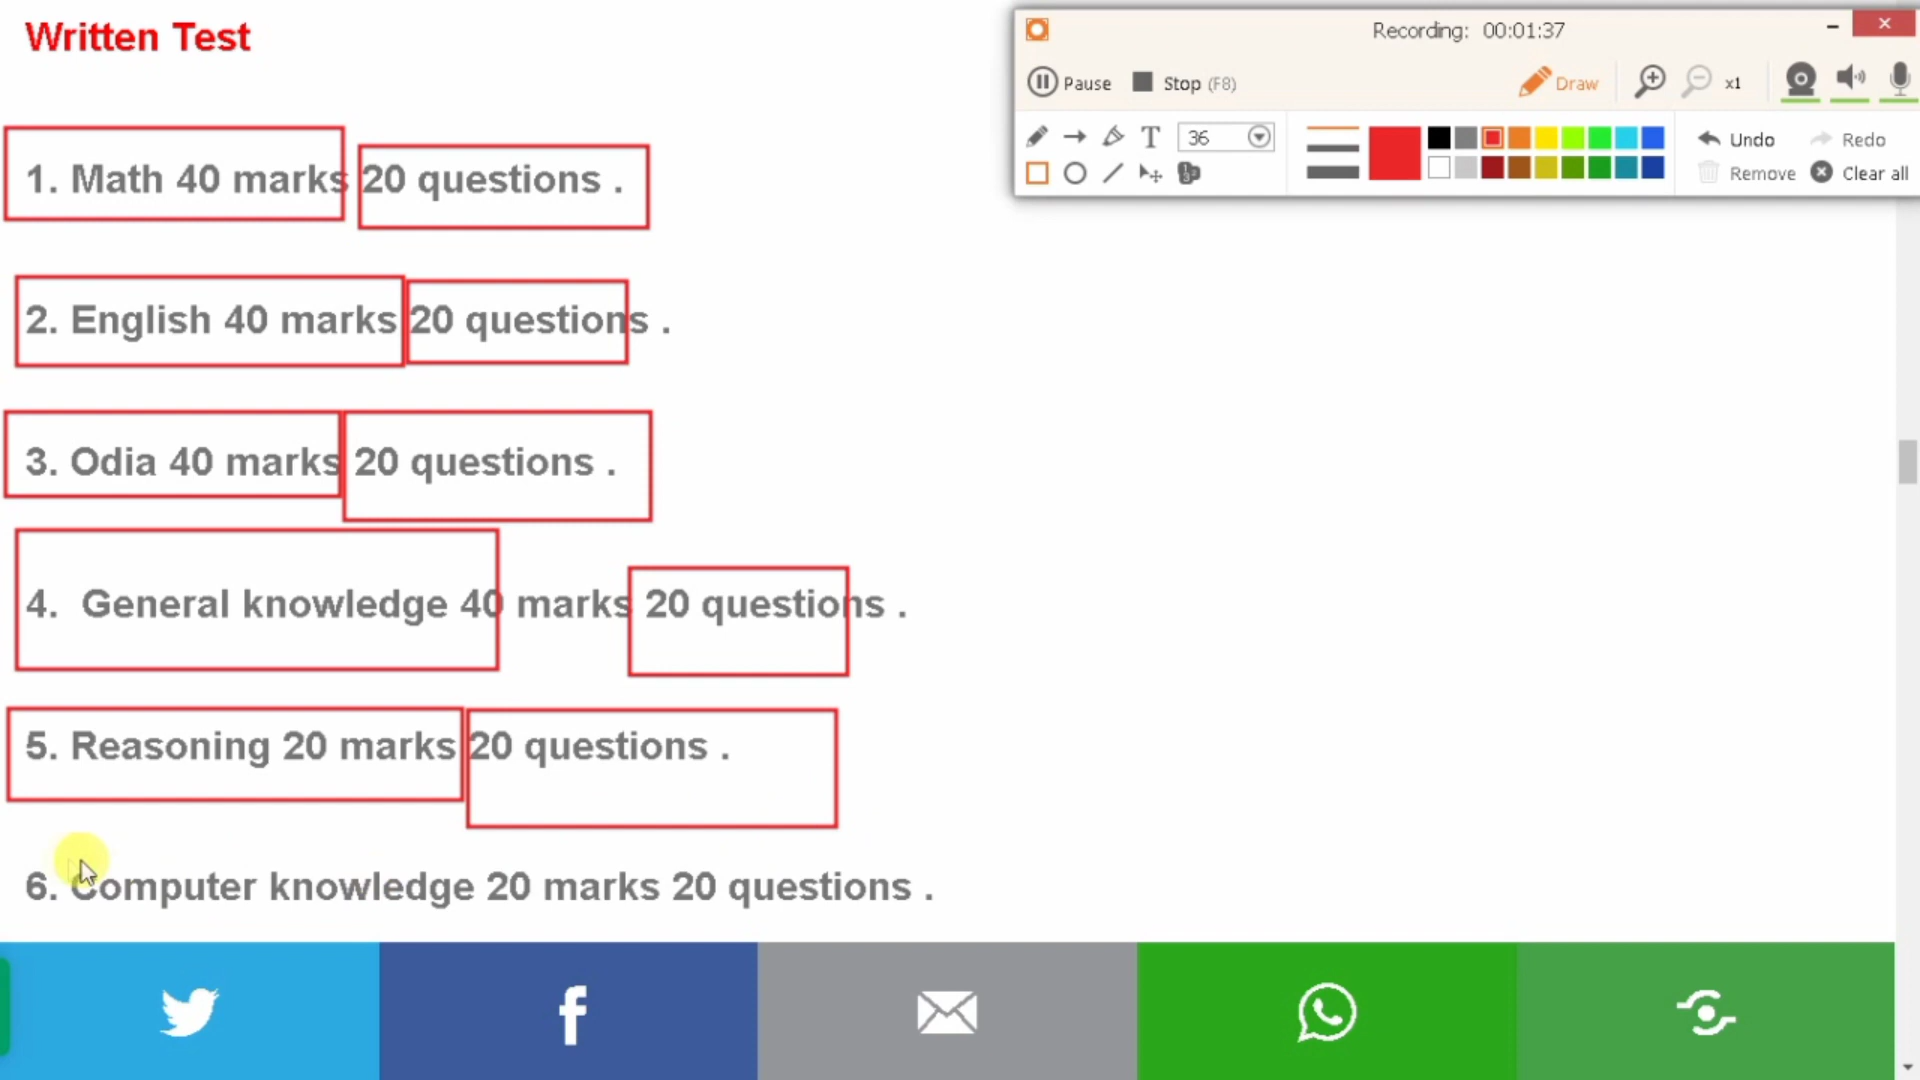 Written Test
Recording: 00:01:37
Pause Stop (F8) Draw x1
T 36 Undo Redo
Remove Clear all
1. Math 40 marks 20 questions .
2. English 40 marks 20 questions .
3. Odia 40 marks 20 questions .
4. General knowledge 40 marks 20 questions .
5. Reasoning 20 marks 20 questions .
6. Computer knowledge 20 marks 20 questions .